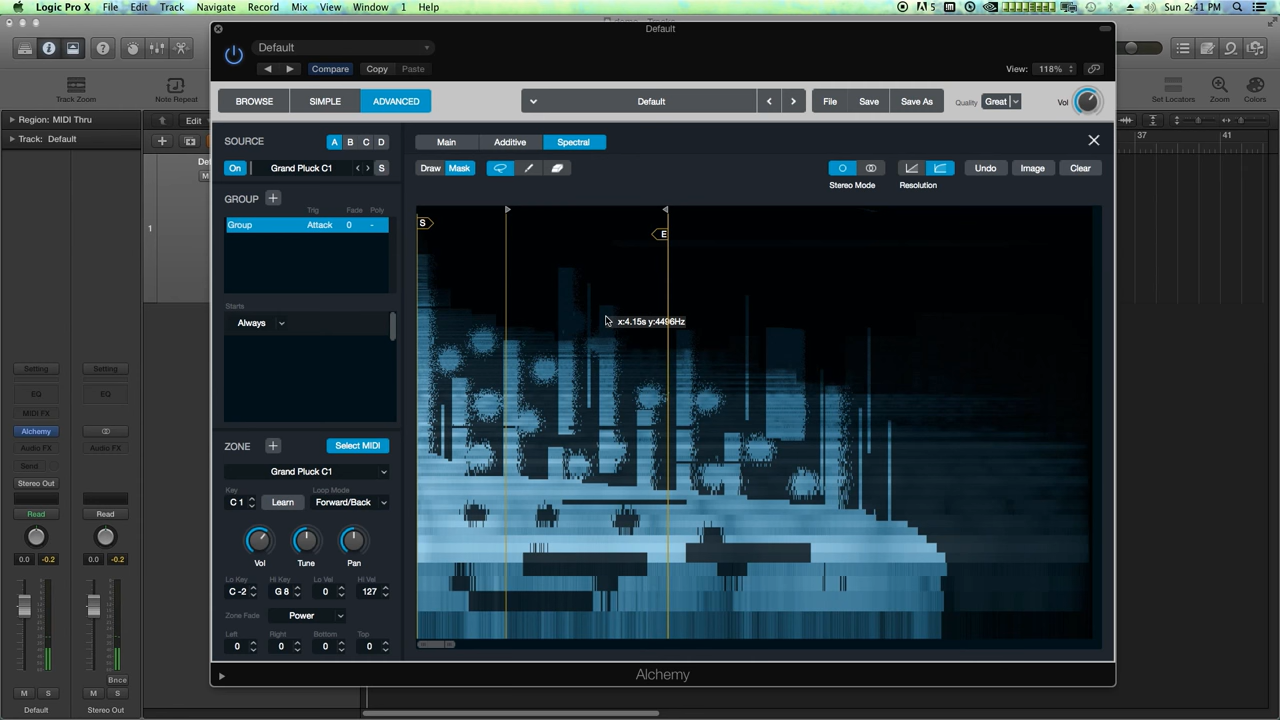 Logic Pro X File Edit Track Navigate Record Mix View Window 1 Help
4 Sun 2:41 PM
Default
Default
Compare Copy Paste
View: 118%
Track Zoom Note Repeat
Set Locators Zoom Colors
BROWSE SIMPLE ADVANCED
Default
File Save Save As Quality Great Vol
Region: MIDI Thru
Edit
Track: Default
37 41
SOURCE A B C D
Main Additive Spectral
On Grand Pluck C1 S
Draw Mask
Undo Image Clear
Stereo Mode Resolution
GROUP
Trig Fade Poly
Group Attack 0 -
S
E
1
M
Starts
Always
x:4.15s y:4496Hz
Setting Setting
EQ EQ
MIDI FX
Alchemy
Audio FX Audio FX
Send
Stereo Out
Read Read
0.0 -0.2 0.0 -0.2
ZONE Select MIDI
Grand Pluck C1
Key Loop Mode
C 1 Learn Forward/Back
Vol Tune Pan
Lo Key Hi Key Lo Vel Hi Vel
C -2 G 8 0 127
Zone Fade Power
Left Right Bottom Top
0 0 0 0
Alchemy
Bnce
M S M S
Default Stereo Out